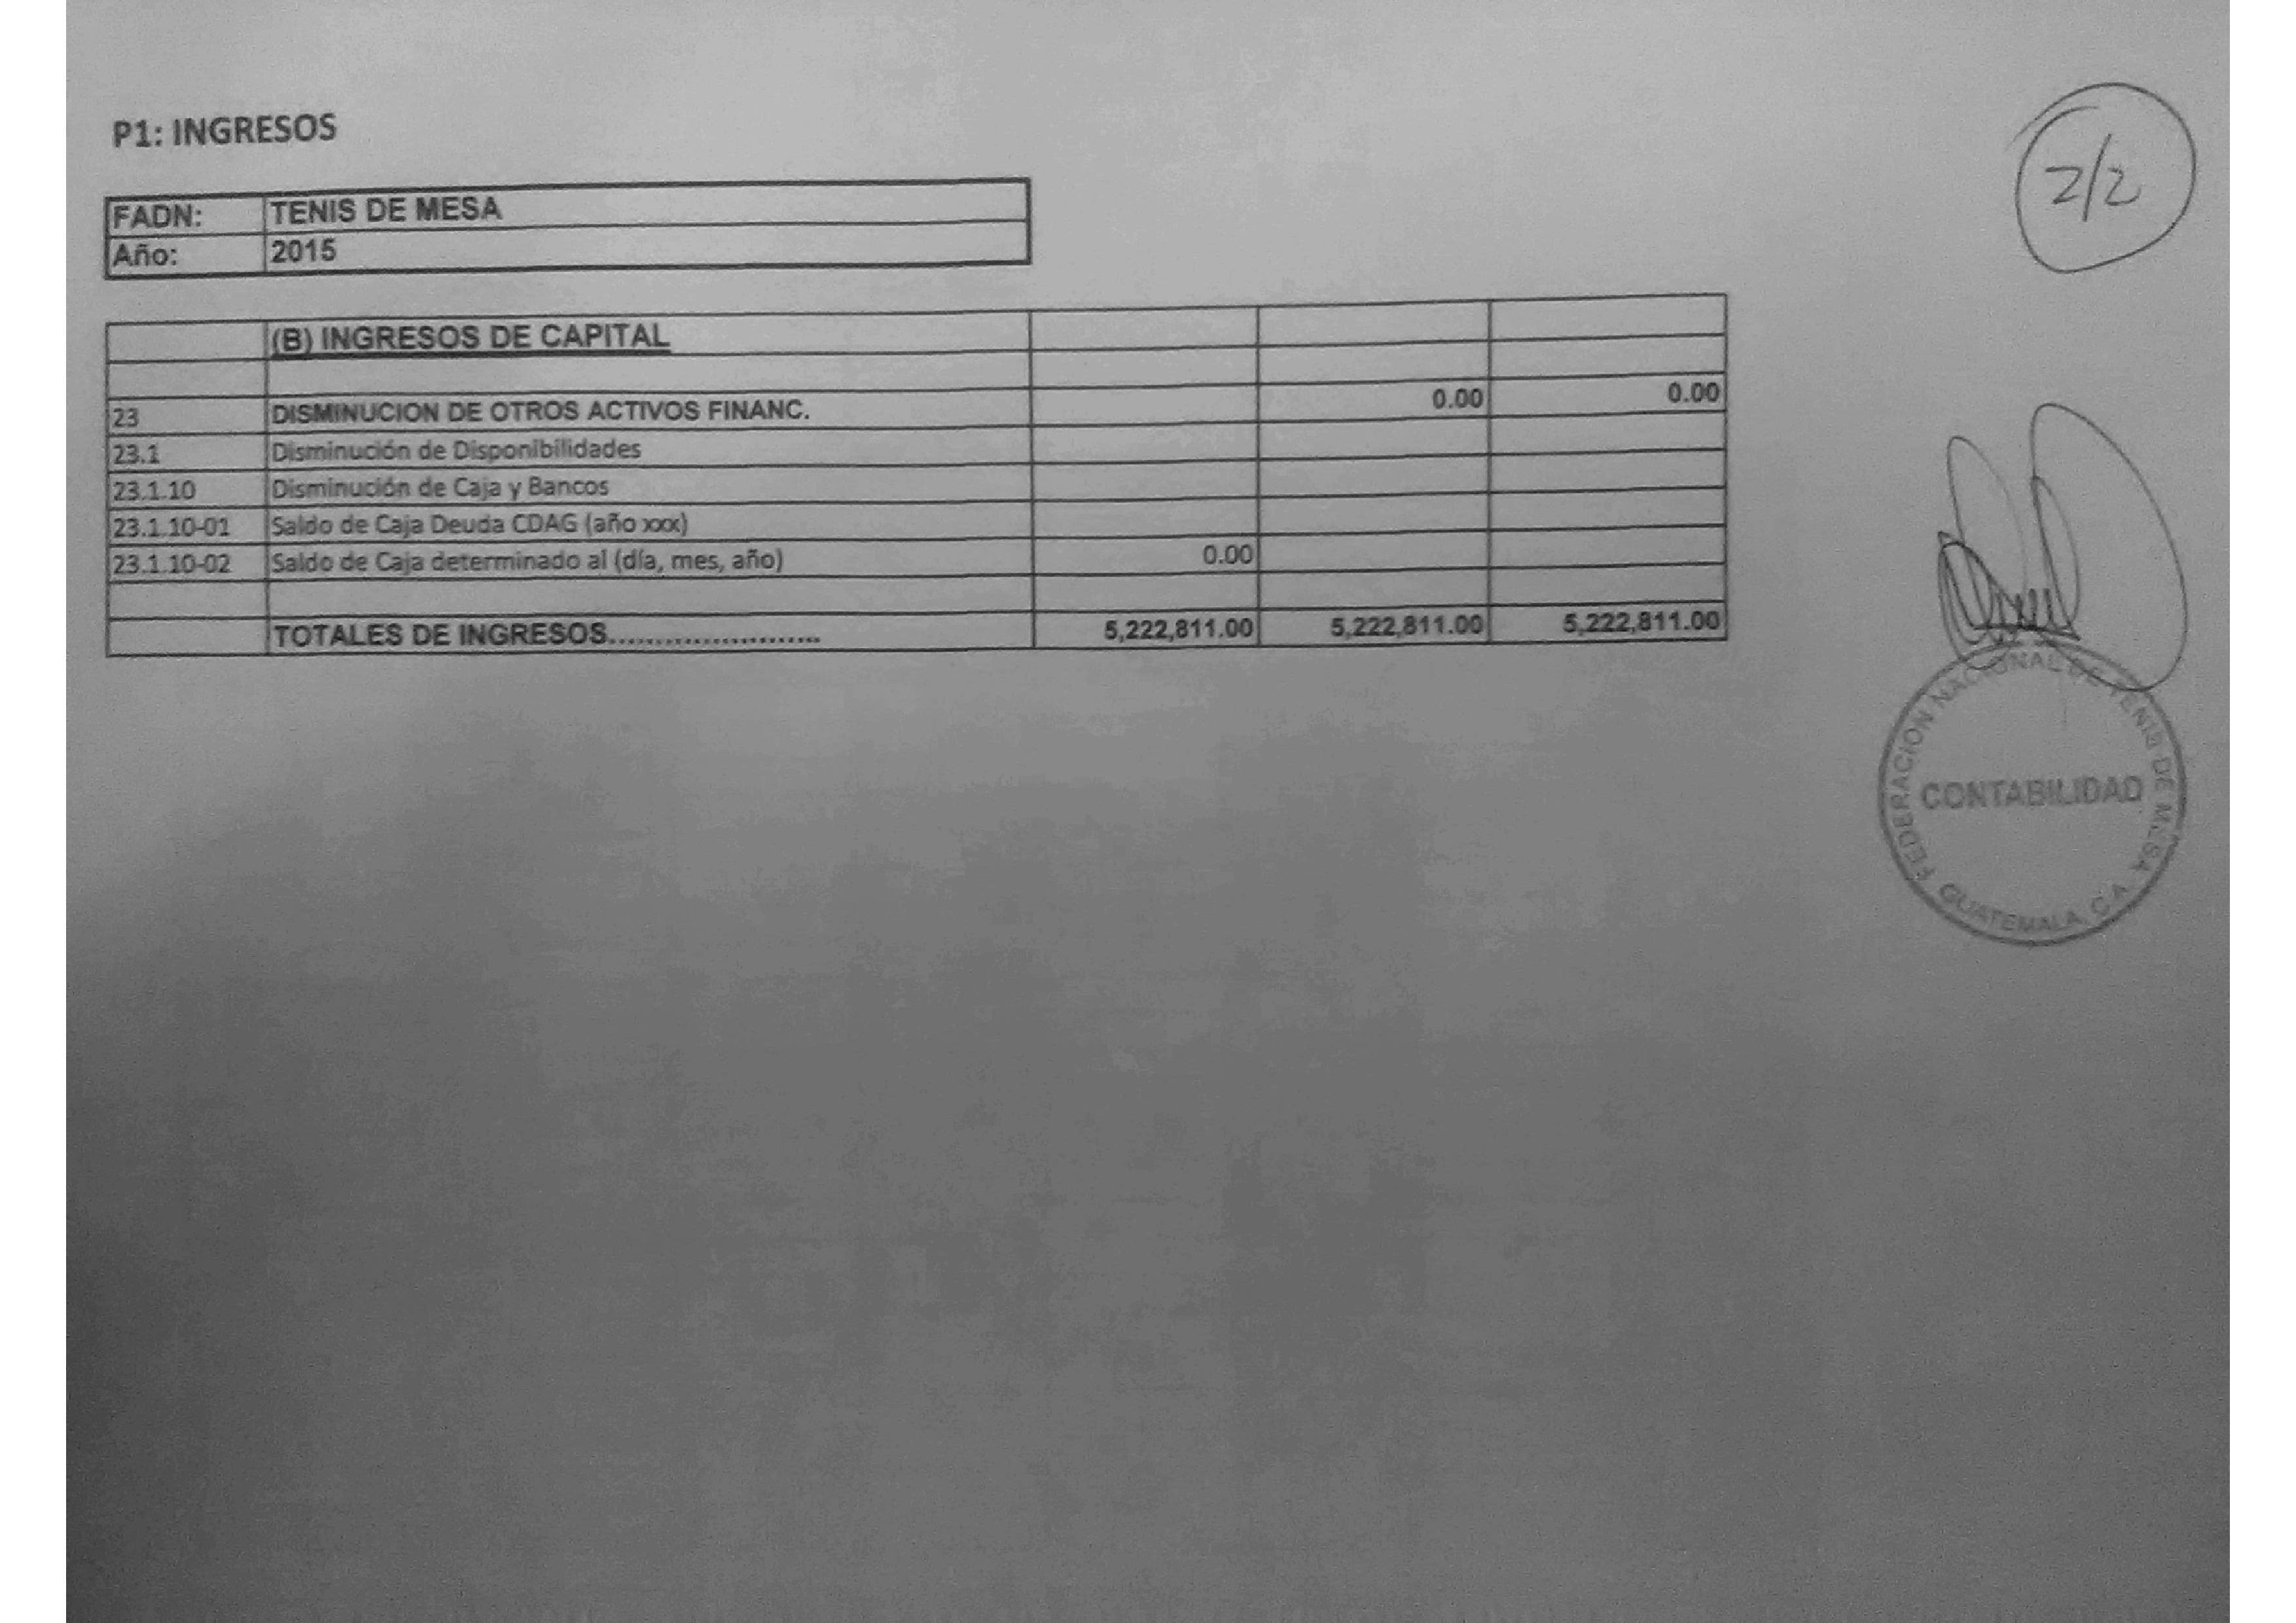 P1: INGRESOS
2/2
FADN: TENIS DE MESA
Año: 2015
(B) INGRESOS DE CAPITAL
23 DISMINUCION DE OTROS ACTIVOS FINANC. 0.00 0.00
23.1 Disminución de Disponibilidades
23.1.10 Disminución de Caja y Bancos
23.1.10-01 Saldo de Caja Deuda CDAG (año xxx)
23.1.10-02 Saldo de Caja determinado al (día, mes, año) 0.00
TOTALES DE INGRESOS........................ 5,222,811.00 5,222,811.00 5,222,811.00
FEDERACION NACIONAL DE TENIS DE MESA
CONTABILIDAD
GUATEMALA, C.A.